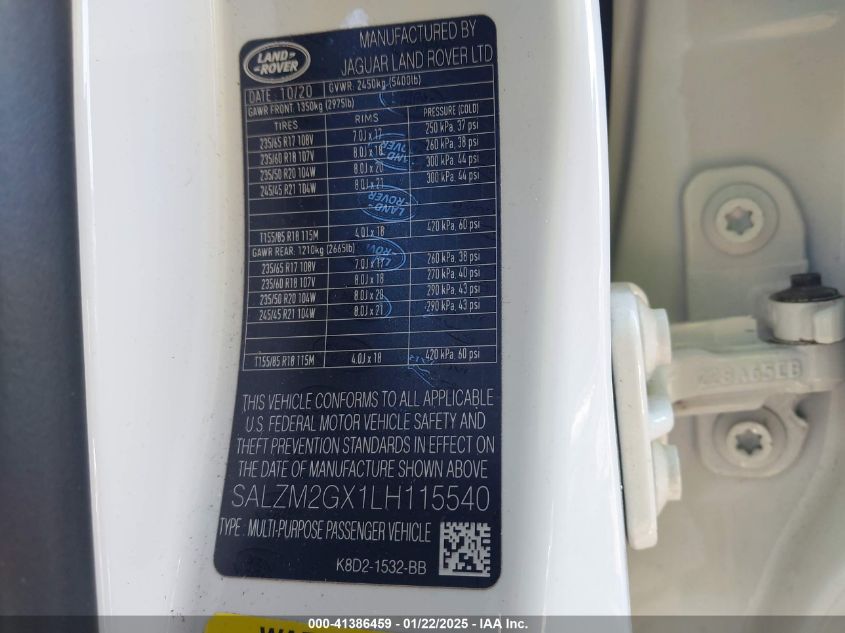 LAND
ROVER
MANUFACTURED BY
JAGUAR LAND ROVER LTD
DATE 10/20 GVWR. 2450kg (5400lb)
GAWR FRONT. 1350kg (2975lb)
TIRES RIMS PRESSURE (COLD)
235/65 R17 108V 7.0J x 17 250 kPa, 37 psi
235/60 R18 107V 8.0J x 18 260 kPa, 38 psi
235/50 R20 104W 8.0J x 20 300 kPa, 44 psi
245/45 R21 104W 8.0J x 21 300 kPa, 44 psi
T155/85 R18 115M 4.0J x 18 420 kPa, 60 psi
GAWR REAR. 1210kg (2665lb)
235/65 R17 108V 7.0J x 17 260 kPa, 38 psi
235/60 R18 107V 8.0J x 18 270 kPa, 40 psi
235/50 R20 104W 8.0J x 20 290 kPa, 43 psi
245/45 R21 104W 8.0J x 21 290 kPa, 43 psi
T155/85 R18 115M 4.0J x 18 420 kPa, 60 psi
THIS VEHICLE CONFORMS TO ALL APPLICABLE
U.S. FEDERAL MOTOR VEHICLE SAFETY AND
THEFT PREVENTION STANDARDS IN EFFECT ON
THE DATE OF MANUFACTURE SHOWN ABOVE
SALZM2GX1LH115540
TYPE : MULTI-PURPOSE PASSENGER VEHICLE
K8D2-1532-BB
000-41386459 - 01/22/2025 - IAA Inc.